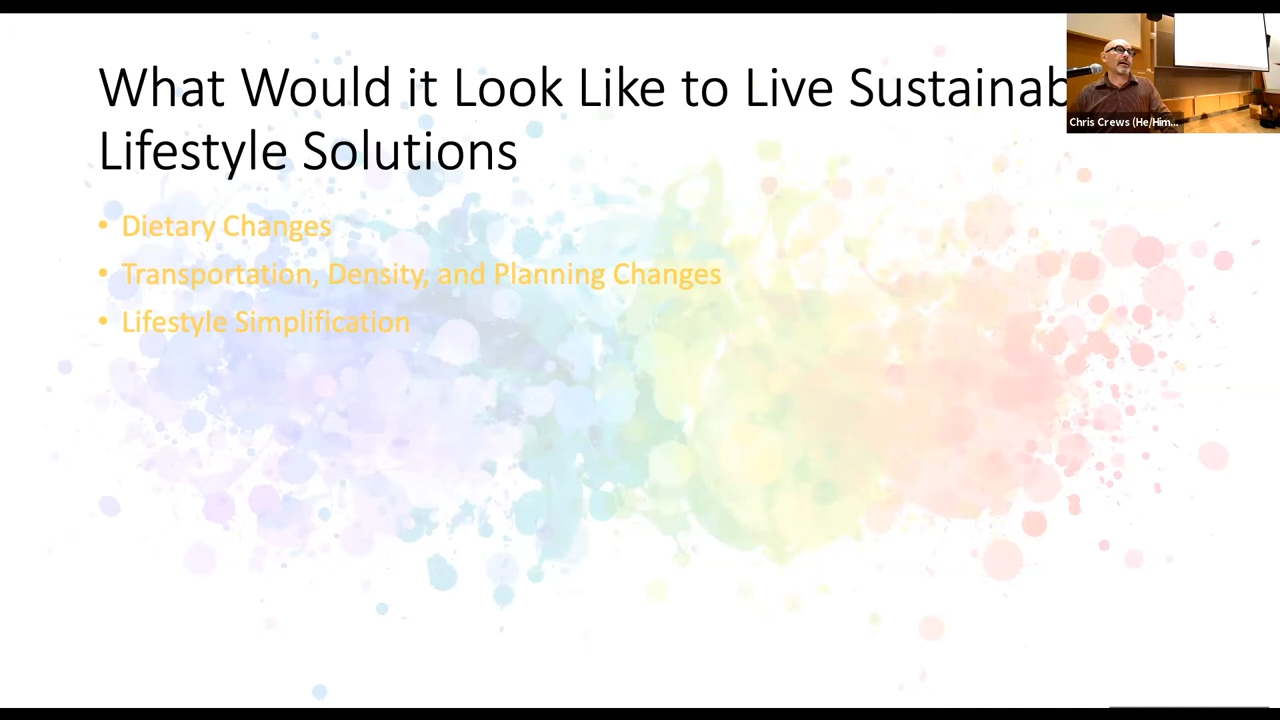 What Would it Look Like to Live Sustainab
Lifestyle Solutions
• Dietary Changes
• Transportation, Density, and Planning Changes
• Lifestyle Simplification
Chris Crews (He/Him...